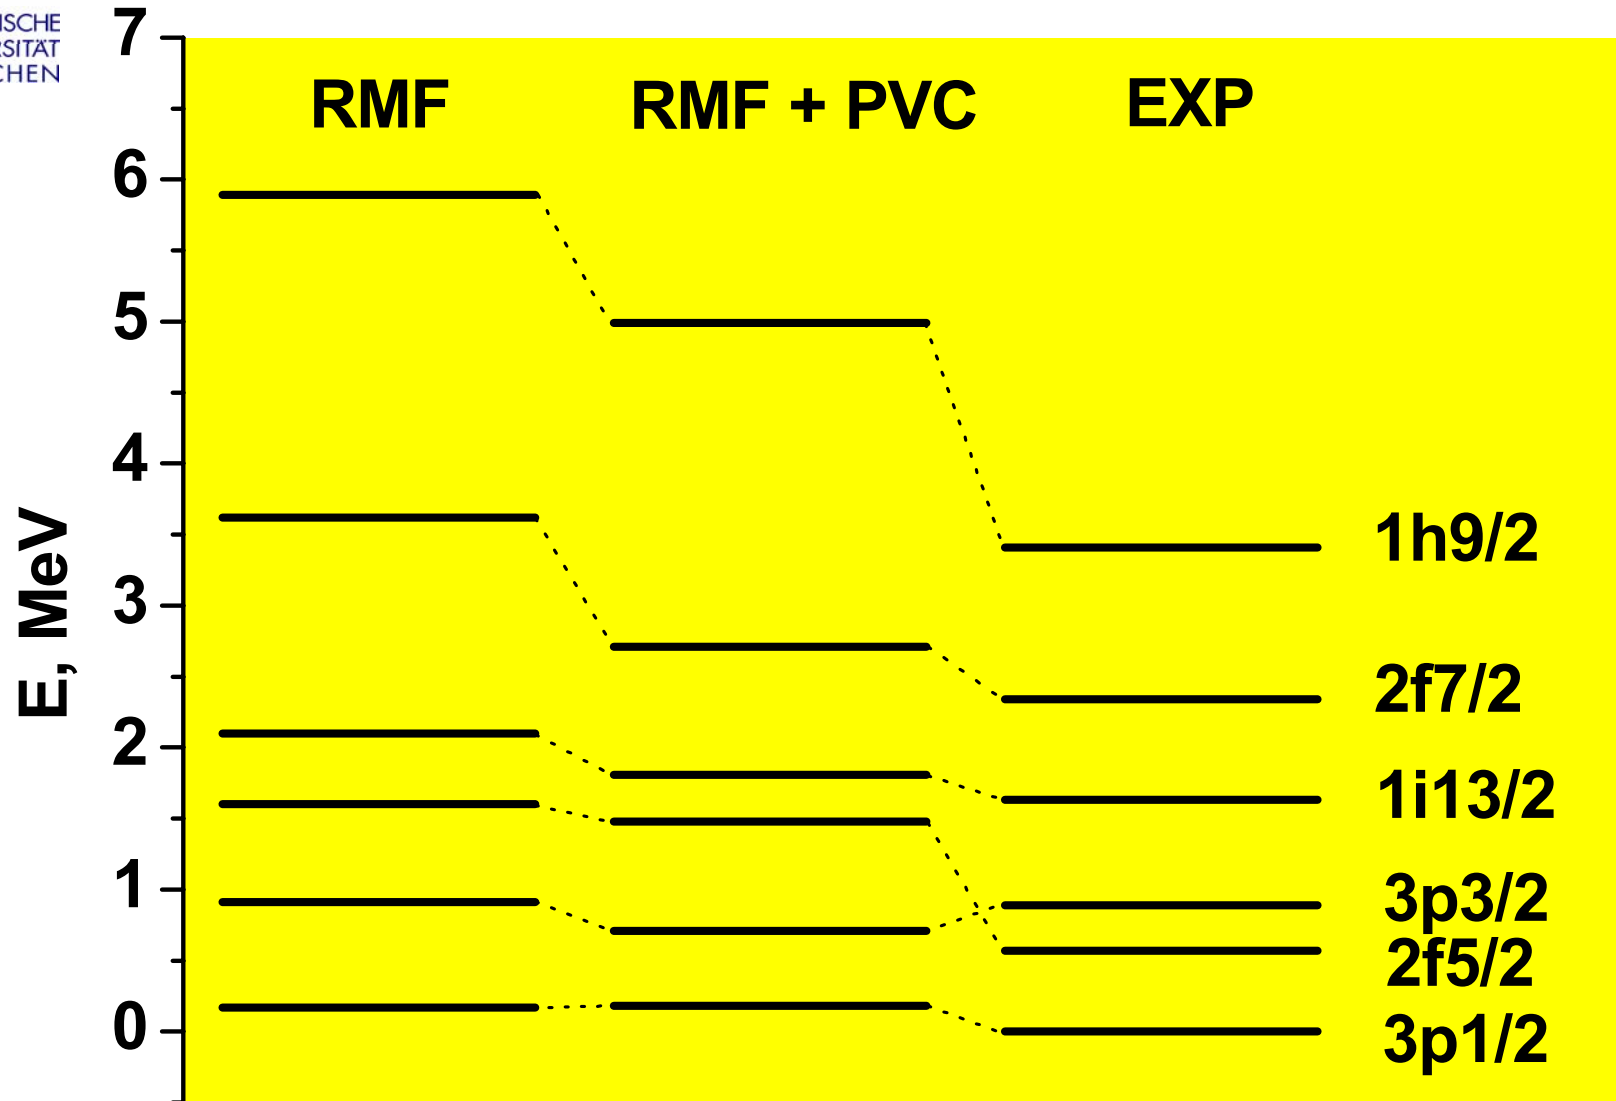 ISCHE
RSITÄT
CHEN
7
RMF
RMF + PVC
EXP
6
5
4
1h9/2
3
E, MeV
2f7/2
2
1i13/2
1
3p3/2
2f5/2
0
3p1/2